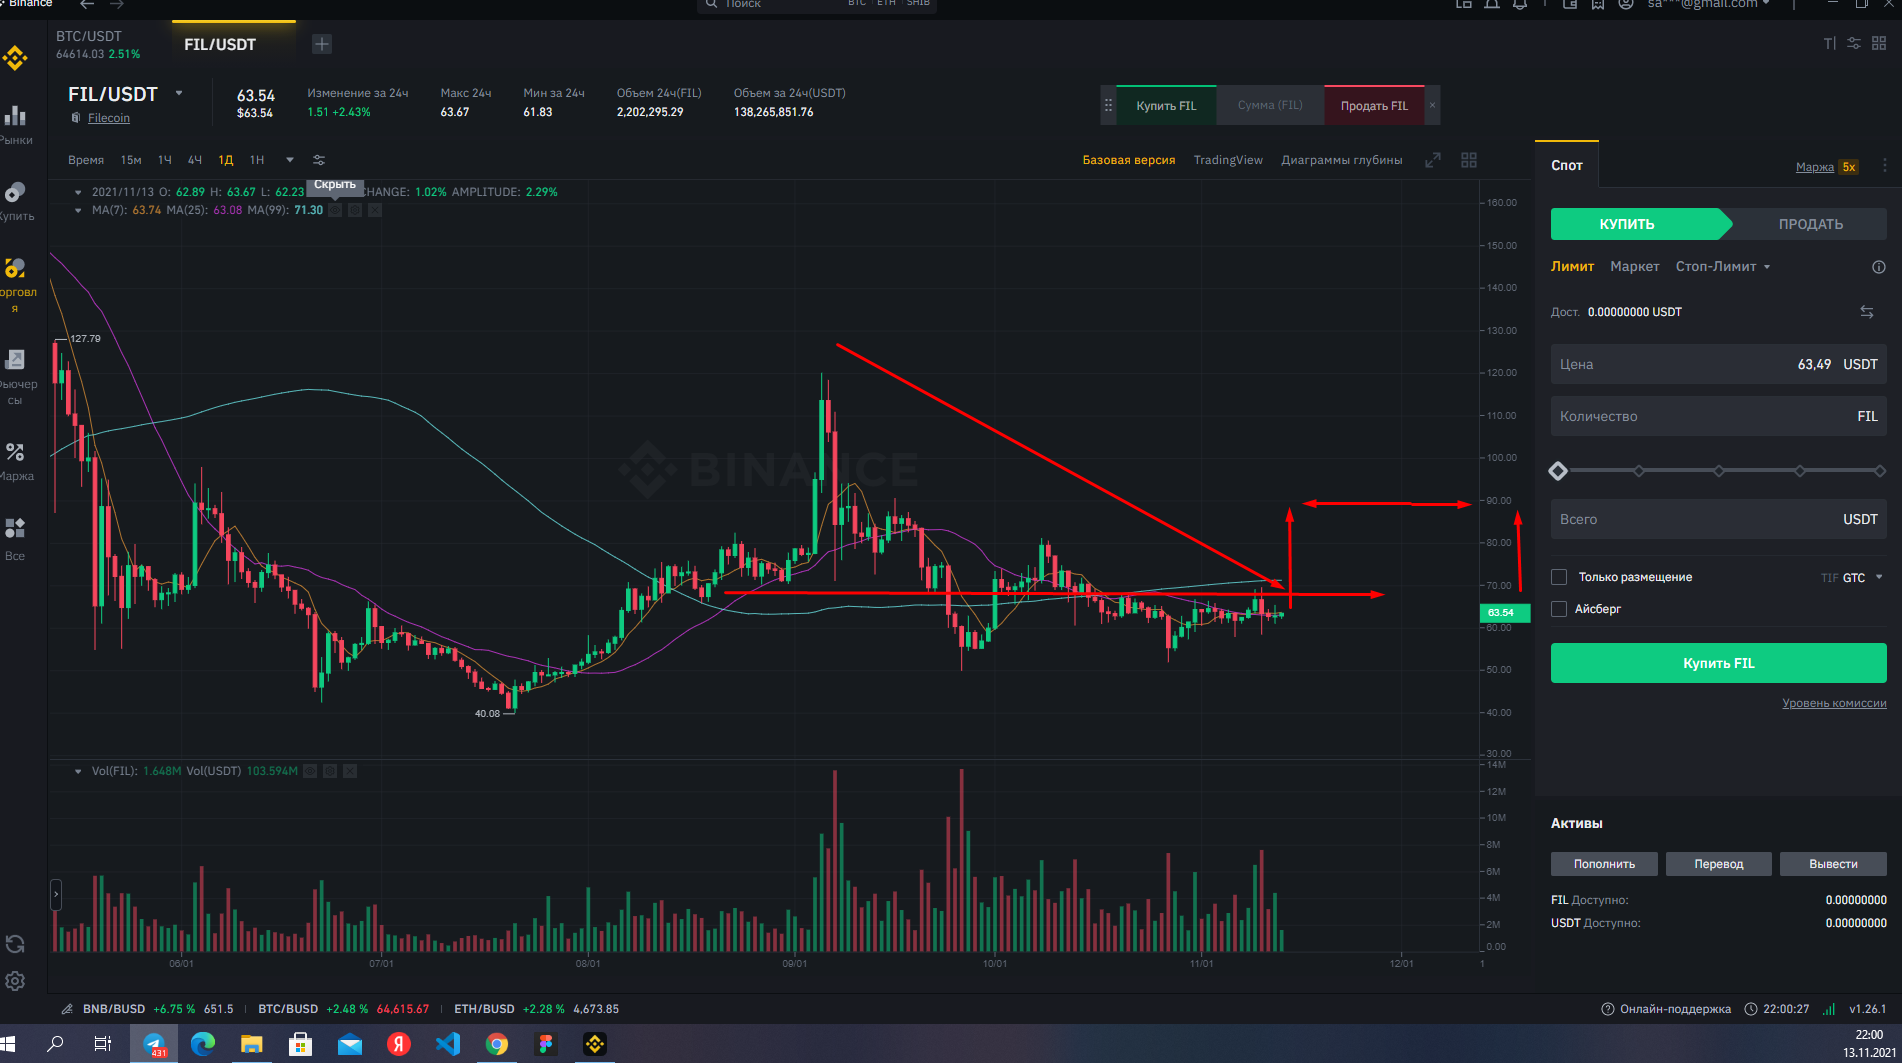 Binance
Поиск
BTC ETH SHIB
sa***@gmail.com
BTC/USDT
64614.03 2.51%
FIL/USDT
FIL/USDT
Filecoin
63.54
$63.54
Изменение за 24ч
1.51 +2.43%
Макс 24ч
63.67
Мин за 24ч
61.83
Объем 24ч(FIL)
2,202,295.29
Объем за 24ч(USDT)
138,265,851.76
Купить FIL
Сумма (FIL)
Продать FIL
Рынки
Купить
орговл
я
ьючер
сы
Маржа
Все
Время 15м 1Ч 4Ч 1Д 1Н
Базовая версия TradingView Диаграммы глубины
2021/11/13 O: 62.89 H: 63.67 L: 62.23 CHANGE: 1.02% AMPLITUDE: 2.29%
Скрыть
MA(7): 63.74 MA(25): 63.08 MA(99): 71.30
160.00
150.00
140.00
130.00
120.00
110.00
100.00
90.00
80.00
70.00
63.54
60.00
50.00
40.00
30.00
127.79
BINANCE
40.08
Vol(FIL): 1.648M Vol(USDT) 103.594M
14M
12M
10M
8M
6M
4M
2M
0.00
06/01 07/01 08/01 09/01 10/01 11/01 12/01 1
Спот
Маржа 5x
КУПИТЬ
ПРОДАТЬ
Лимит Маркет Стоп-Лимит
Дост. 0.00000000 USDT
Цена 63,49 USDT
Количество FIL
Всего USDT
Только размещение TIF GTC
Айсберг
Купить FIL
Уровень комиссии
Активы
Пополнить
Перевод
Вывести
FIL Доступно: 0.00000000
USDT Доступно: 0.00000000
BNB/BUSD +6.75 % 651.5
BTC/BUSD +2.48 % 64,615.67
ETH/BUSD +2.28 % 4,673.85
Онлайн-поддержка 22:00:27 v1.26.1
431
Я
22:00
13.11.2021